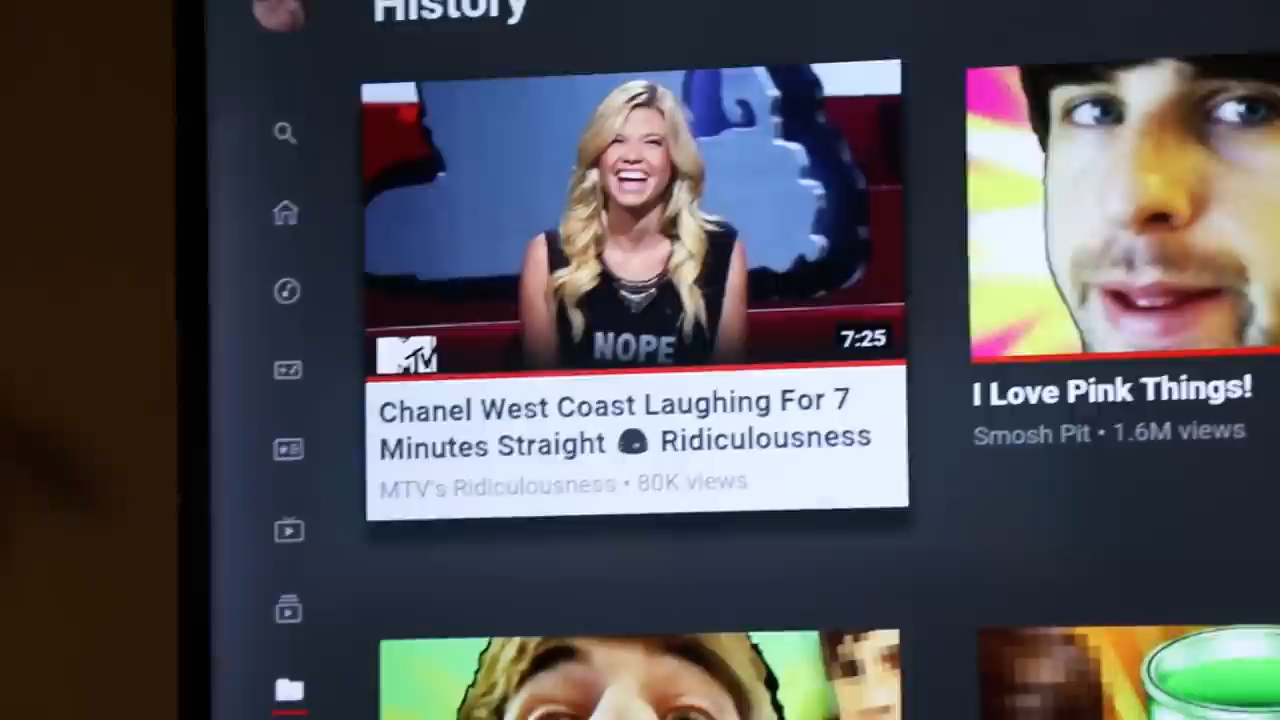 History
NOPE
MTV
7:25
Chanel West Coast Laughing For 7
Minutes Straight Ridiculousness
MTV's Ridiculousness • 80K views
I Love Pink Things!
Smosh Pit • 1.6M views